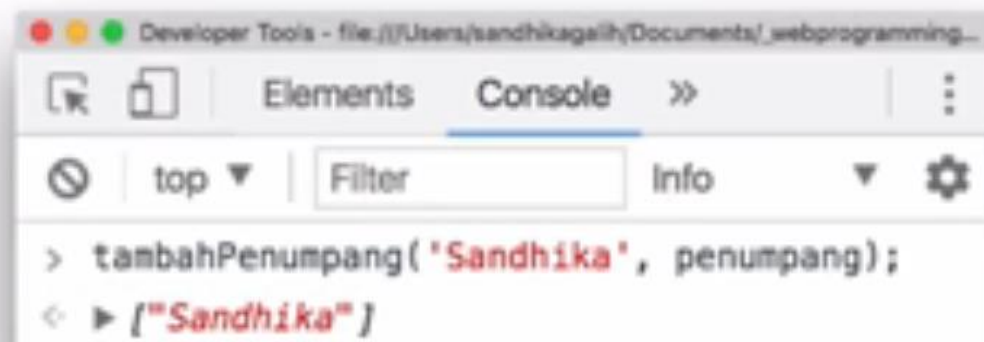 Developer Tools - file:///Users/sandhikagalih/Documents/_webprogramming...
Elements Console »
top ▼ Filter Info ▼
> tambahPenumpang('Sandhika', penumpang);
<· ▶ ["Sandhika"]